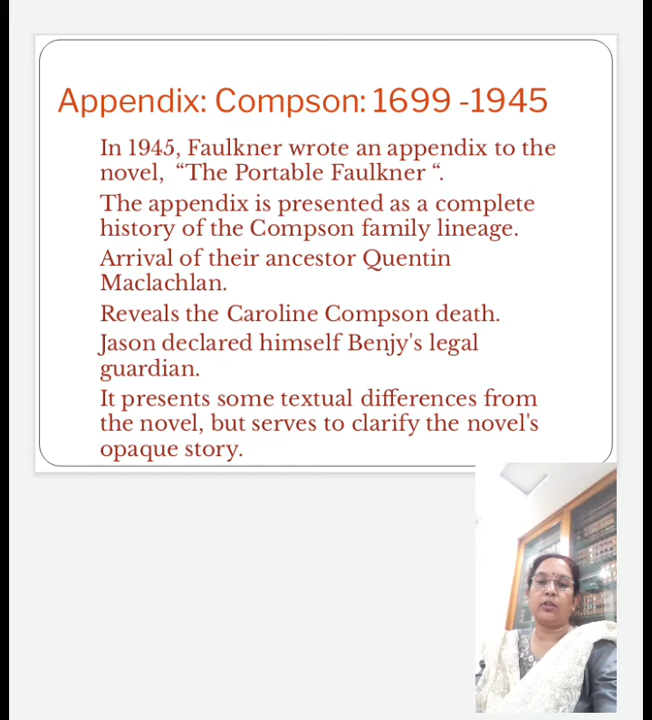 Appendix: Compson: 1699 -1945
In 1945, Faulkner wrote an appendix to the
novel,  “The Portable Faulkner “.
The appendix is presented as a complete
history of the Compson family lineage.
Arrival of their ancestor Quentin
Maclachlan.
Reveals the Caroline Compson death.
Jason declared himself Benjy's legal
guardian.
It presents some textual differences from
the novel, but serves to clarify the novel's
opaque story.